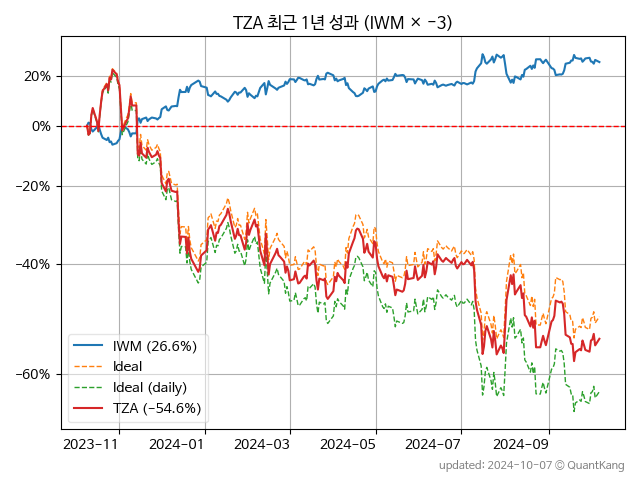 TZA 최근 1년 성과 (IWM × −3)
20%
0%
−20%
−40%
−60%
IWM (26.6%)
Ideal
Ideal (daily)
TZA (−54.6%)
2023−11
2024−01
2024−03
2024−05
2024−07
2024−09
updated: 2024-10-07 © QuantKang